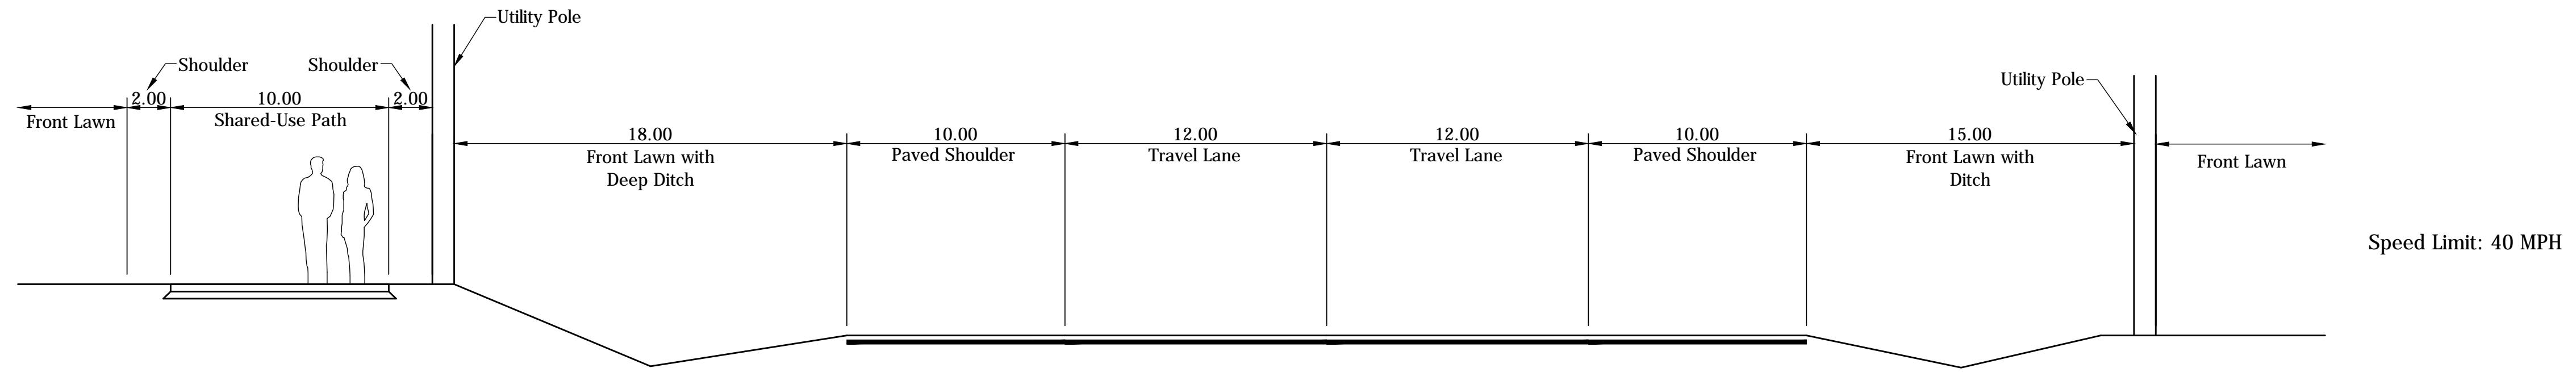 Utility Pole
Shoulder
Shoulder
Utility Pole
2.00
10.00
2.00
Front Lawn
Shared-Use Path
18.00
10.00
12.00
12.00
10.00
15.00
Front Lawn with
Deep Ditch
Paved Shoulder
Travel Lane
Travel Lane
Paved Shoulder
Front Lawn with
Ditch
Front Lawn
Speed Limit: 40 MPH